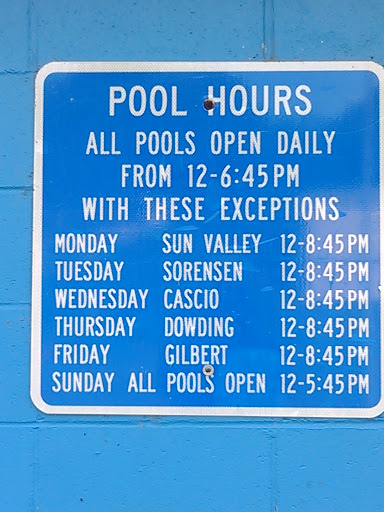 POOL HOURS
ALL POOLS OPEN DAILY
FROM 12-6:45PM
WITH THESE EXCEPTIONS
MONDAY SUN VALLEY 12-8:45PM
TUESDAY SORENSEN 12-8:45PM
WEDNESDAY CASCIO 12-8:45PM
THURSDAY DOWDING 12-8:45PM
FRIDAY GILBERT 12-8:45PM
SUNDAY ALL POOLS OPEN 12-5:45PM